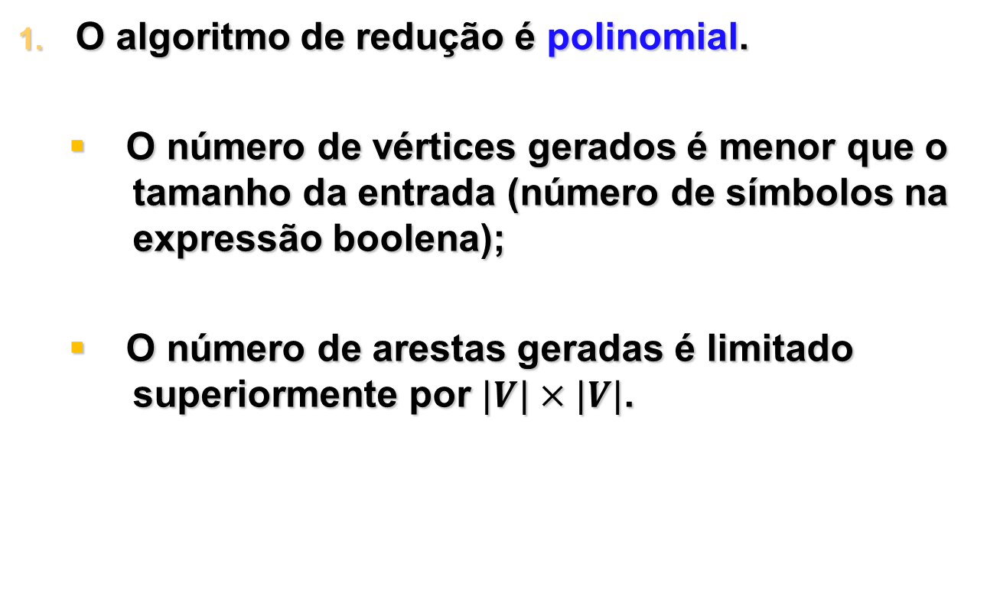 1. O algoritmo de redução é polinomial.
▪ O número de vértices gerados é menor que o
tamanho da entrada (número de símbolos na
expressão boolena);
▪ O número de arestas geradas é limitado
superiormente por |𝑽| × |𝑽|.